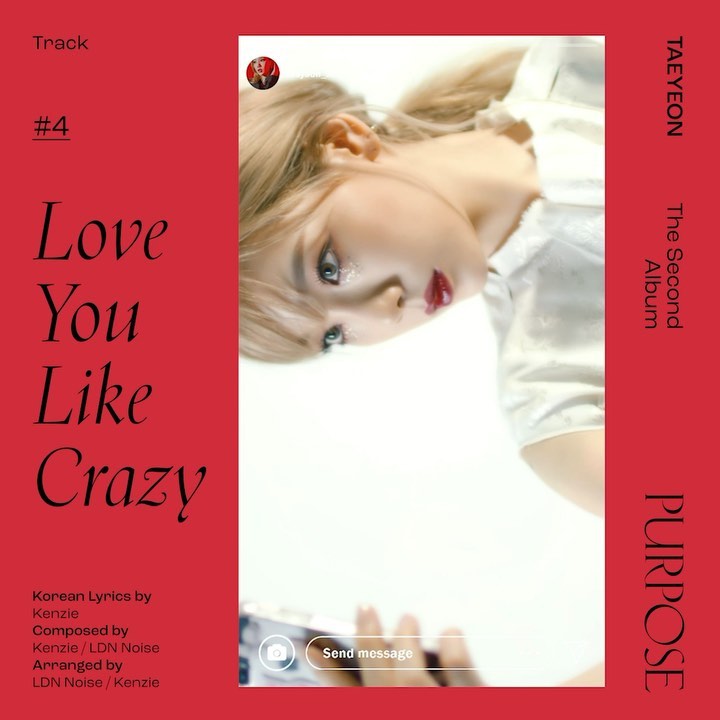 Track
#4
Love
You
Like
Crazy
Korean Lyrics by
Kenzie
Composed by
Kenzie / LDN Noise
Arranged by
LDN Noise / Kenzie
Send message
TAEYEON
The Second
Album
PURPOSE